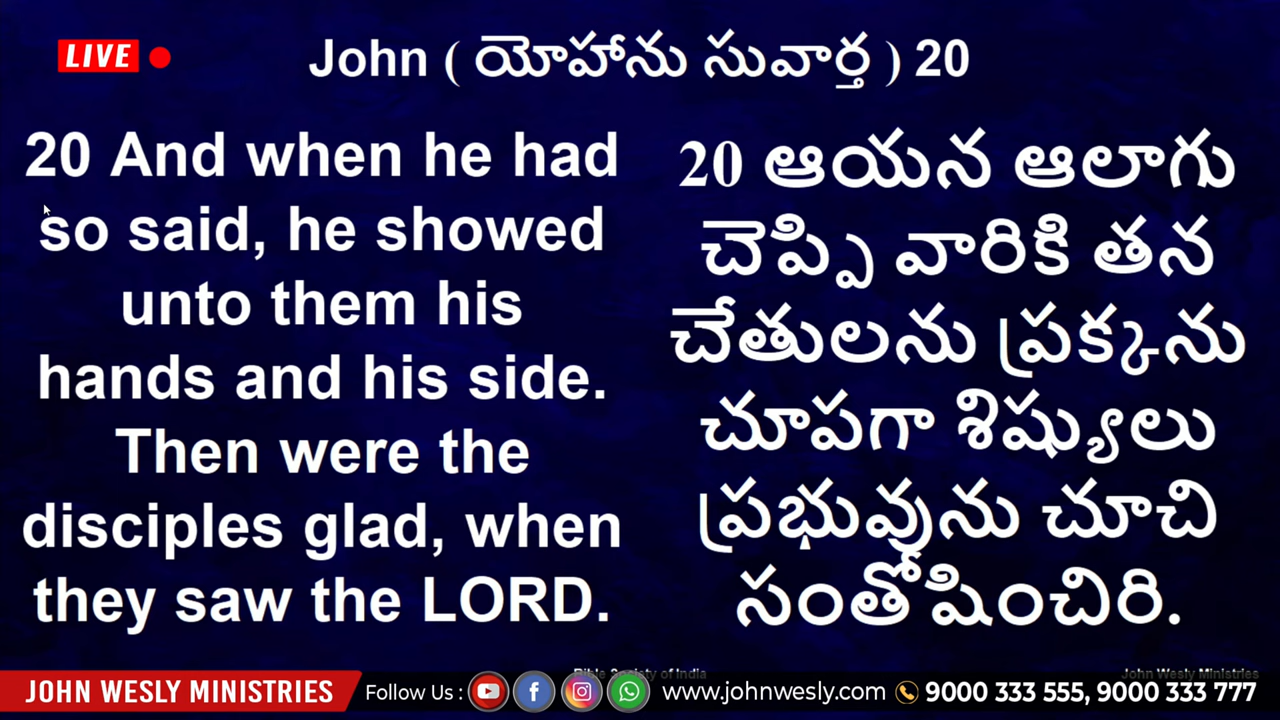 LIVE
John ( యోహాను సువార్త ) 20
20 And when he had
so said, he showed
unto them his
hands and his side.
Then were the
disciples glad, when
they saw the LORD.
20 ఆయన ఆలాగు
చెప్పి వారికి తన
చేతులను ప్రక్కను
చూపగా శిష్యులు
ప్రభువును చూచి
సంతోషించిరి.
Bible Society of India
John Wesly Ministries
JOHN WESLY MINISTRIES
Follow Us :
www.johnwesly.com
9000 333 555, 9000 333 777